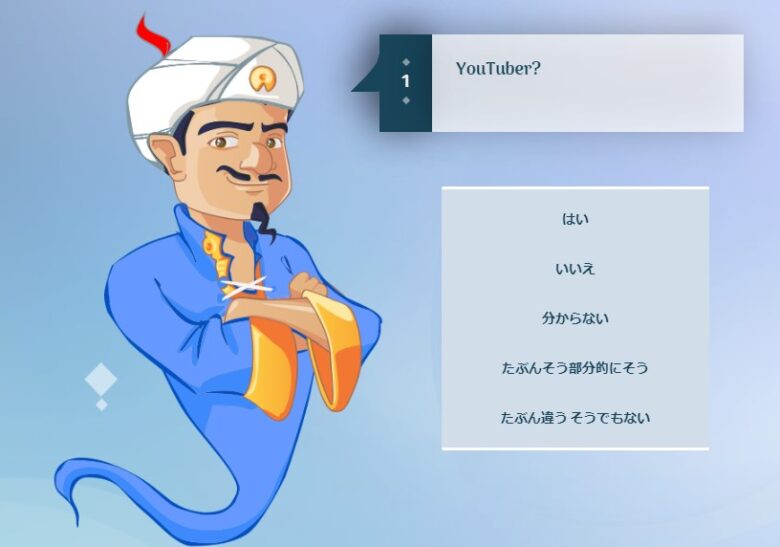 1
YouTuber?
はい
いいえ
分からない
たぶんそう部分的にそう
たぶん違う そうでもない